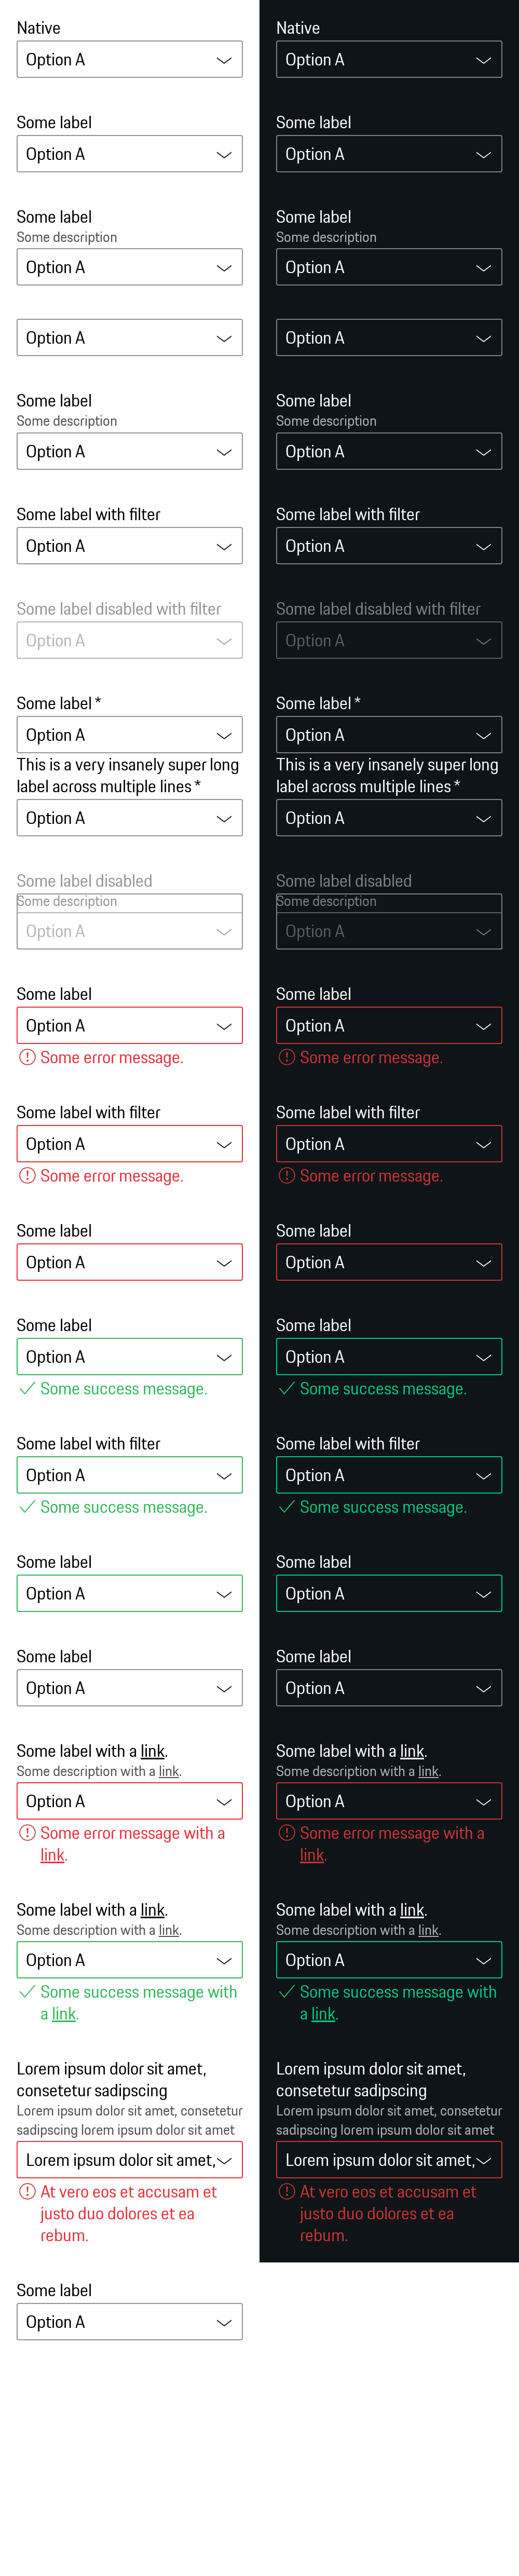 Native
Option A
Some label
Option A
Some label
Some description
Option A
Option A
Some label
Some description
Option A
Some label with filter
Option A
Some label disabled with filter
Option A
Some label *
Option A
This is a very insanely super long
label across multiple lines *
Option A
Some label disabled
Some description
Option A
Some label
Option A
Some error message.
Some label with filter
Option A
Some error message.
Some label
Option A
Some label
Option A
Some success message.
Some label with filter
Option A
Some success message.
Some label
Option A
Some label
Option A
Some label with a link.
Some description with a link.
Option A
Some error message with a
link.
Some label with a link.
Some description with a link.
Option A
Some success message with
a link.
Lorem ipsum dolor sit amet,
consetetur sadipscing
Lorem ipsum dolor sit amet, consetetur
sadipscing lorem ipsum dolor sit amet
Lorem ipsum dolor sit amet,
At vero eos et accusam et
justo duo dolores et ea
rebum.
Some label
Option A
Native
Option A
Some label
Option A
Some label
Some description
Option A
Option A
Some label
Some description
Option A
Some label with filter
Option A
Some label disabled with filter
Option A
Some label *
Option A
This is a very insanely super long
label across multiple lines *
Option A
Some label disabled
Some description
Option A
Some label
Option A
Some error message.
Some label with filter
Option A
Some error message.
Some label
Option A
Some label
Option A
Some success message.
Some label with filter
Option A
Some success message.
Some label
Option A
Some label
Option A
Some label with a link.
Some description with a link.
Option A
Some error message with a
link.
Some label with a link.
Some description with a link.
Option A
Some success message with
a link.
Lorem ipsum dolor sit amet,
consetetur sadipscing
Lorem ipsum dolor sit amet, consetetur
sadipscing lorem ipsum dolor sit amet
Lorem ipsum dolor sit amet,
At vero eos et accusam et
justo duo dolores et ea
rebum.